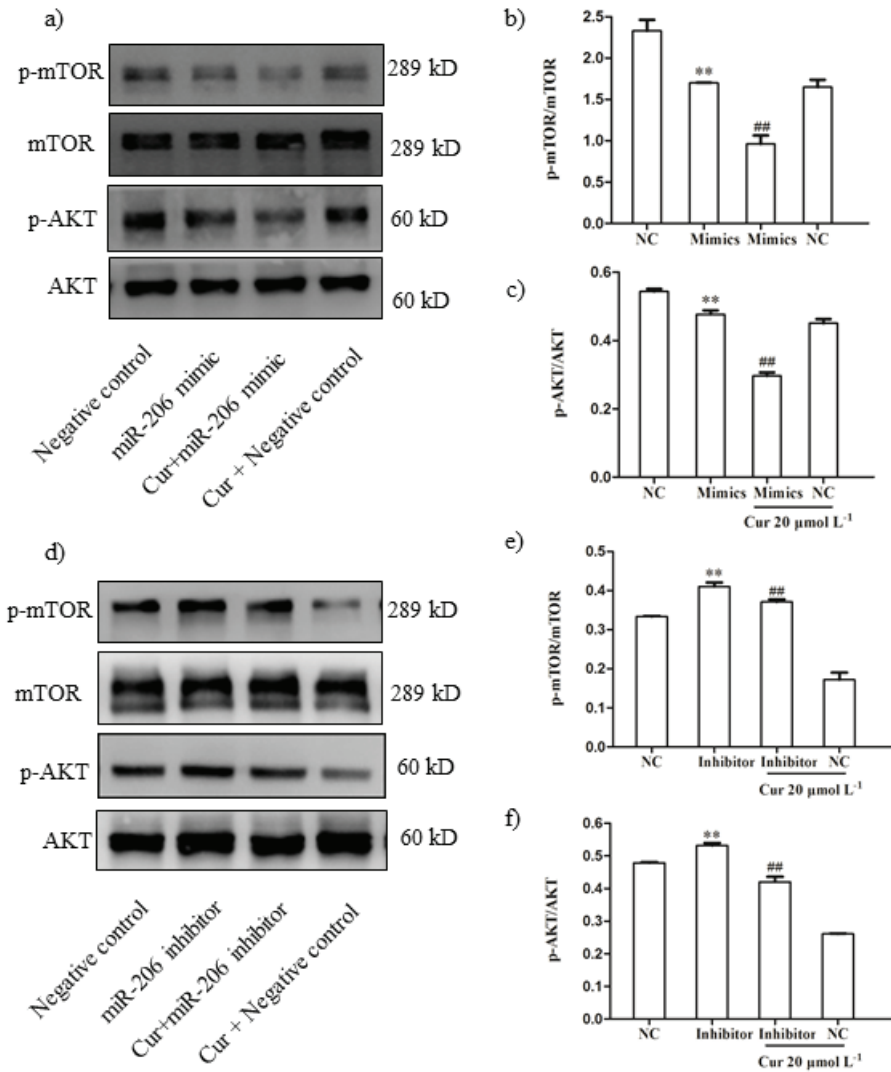 a)
p-mTOR
289 kD
mTOR
289 kD
p-AKT
60 kD
AKT
60 kD
Negative control
miR-206 mimic
Cur+miR-206 mimic
Cur + Negative control
b)
p-mTOR/mTOR
2.5
2.0
1.5
1.0
0.5
0.0
**
##
NC Mimics Mimics NC
c)
p-AKT/AKT
0.6
0.4
0.2
0.0
**
##
NC Mimics Mimics NC
Cur 20 μmol L-1
d)
p-mTOR
289 kD
mTOR
289 kD
p-AKT
60 kD
AKT
60 kD
Negative control
miR-206 inhibitor
Cur+miR-206 inhibitor
Cur + Negative control
e)
p-mTOR/mTOR
0.5
0.4
0.3
0.2
0.1
0.0
**
##
NC Inhibitor Inhibitor NC
Cur 20 μmol L-1
f)
p-AKT/AKT
0.6
0.5
0.4
0.3
0.2
0.1
0.0
**
##
NC Inhibitor Inhibitor NC
Cur 20 μmol L-1